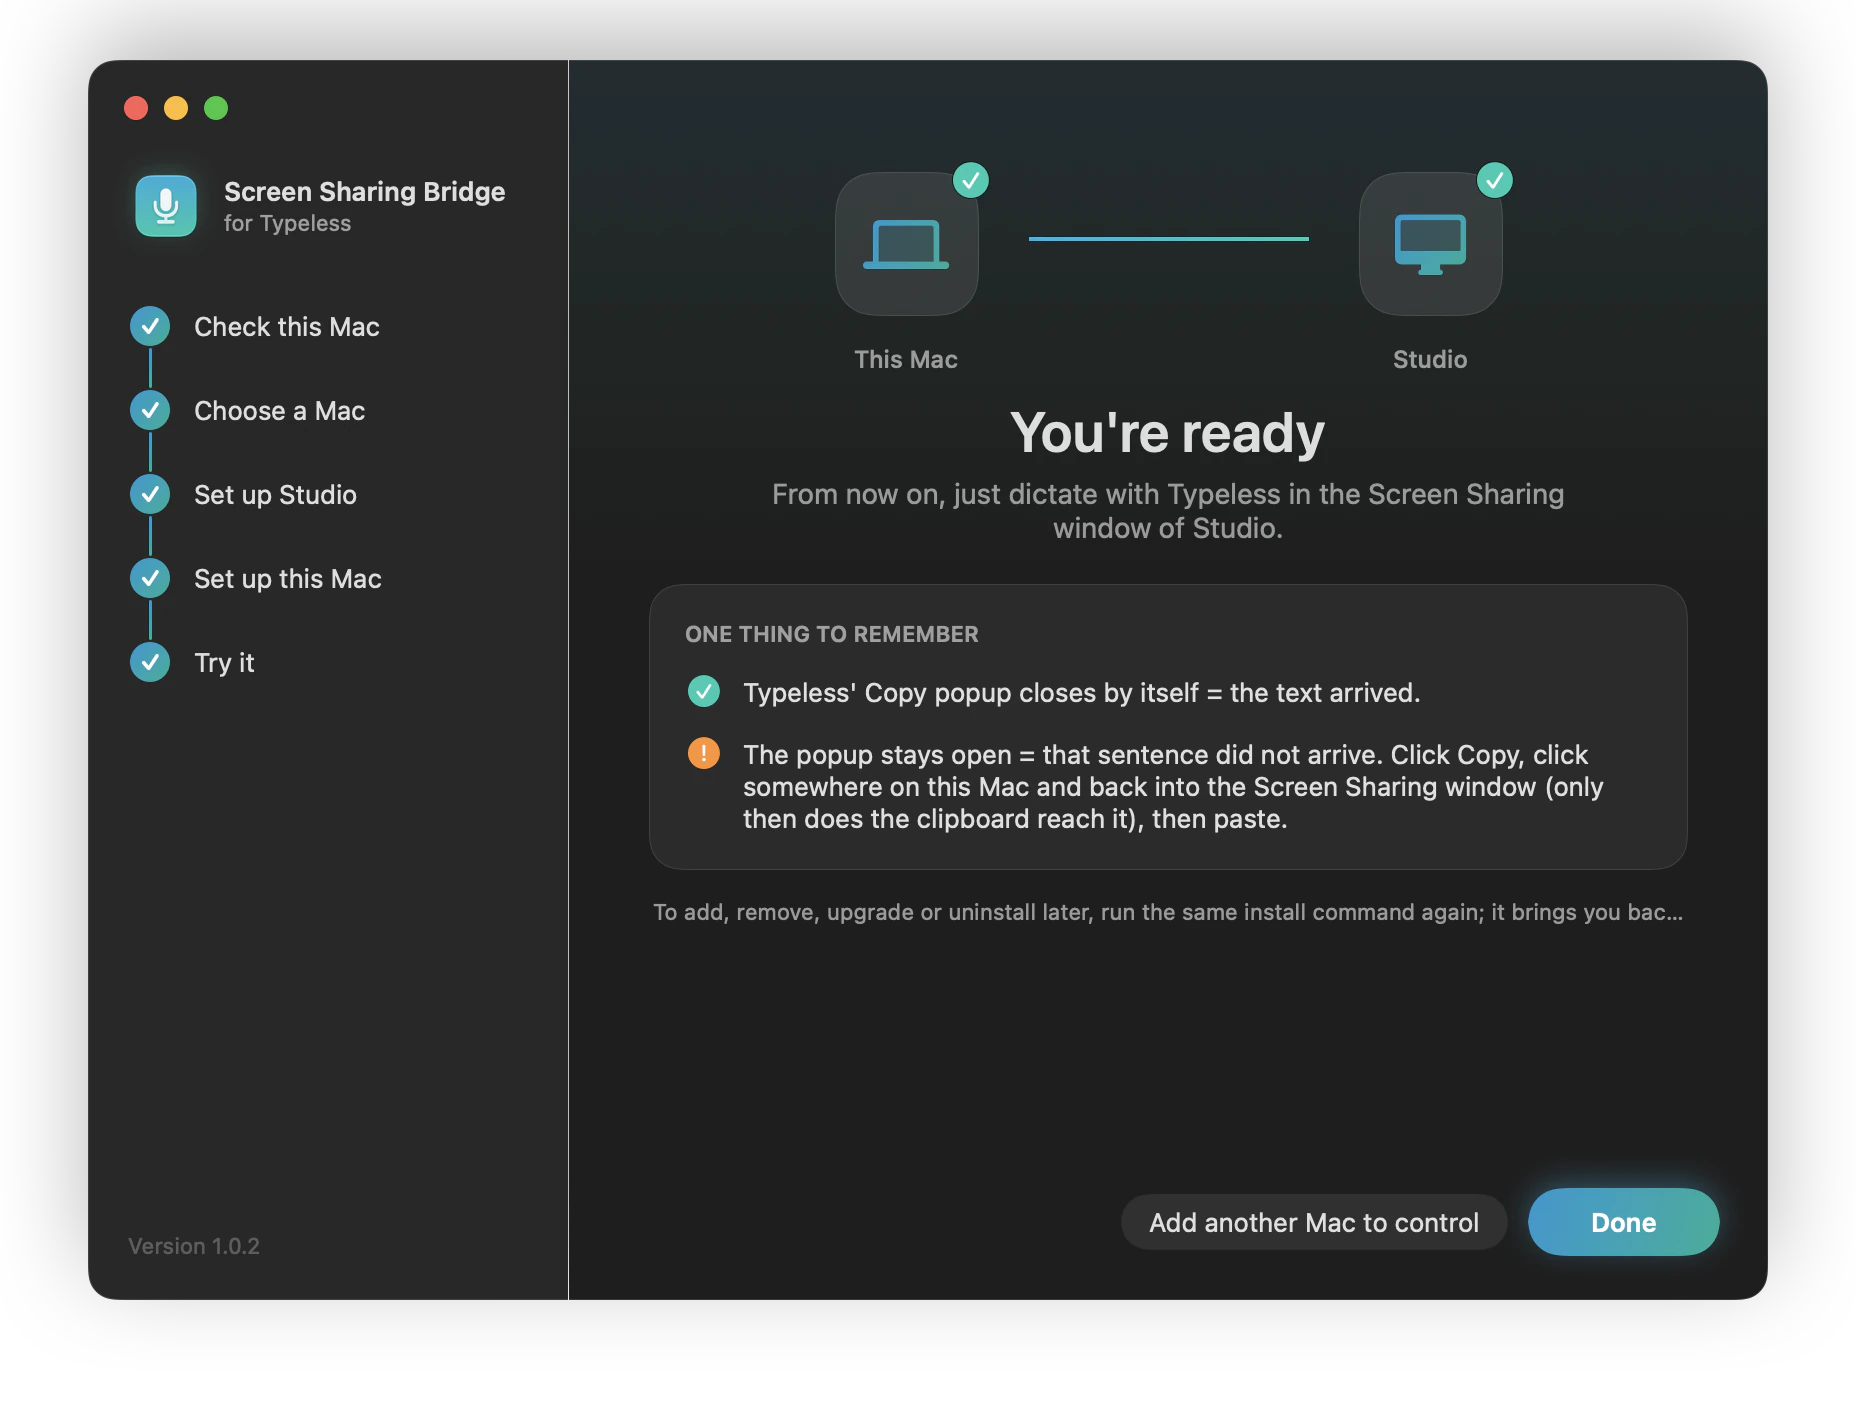 Screen Sharing Bridge
for Typeless
Check this Mac
Choose a Mac
Set up Studio
Set up this Mac
Try it
Version 1.0.2
This Mac
Studio
You're ready
From now on, just dictate with Typeless in the Screen Sharing
window of Studio.
ONE THING TO REMEMBER
Typeless' Copy popup closes by itself = the text arrived.
The popup stays open = that sentence did not arrive. Click Copy, click
somewhere on this Mac and back into the Screen Sharing window (only
then does the clipboard reach it), then paste.
To add, remove, upgrade or uninstall later, run the same install command again; it brings you bac...
Add another Mac to control
Done